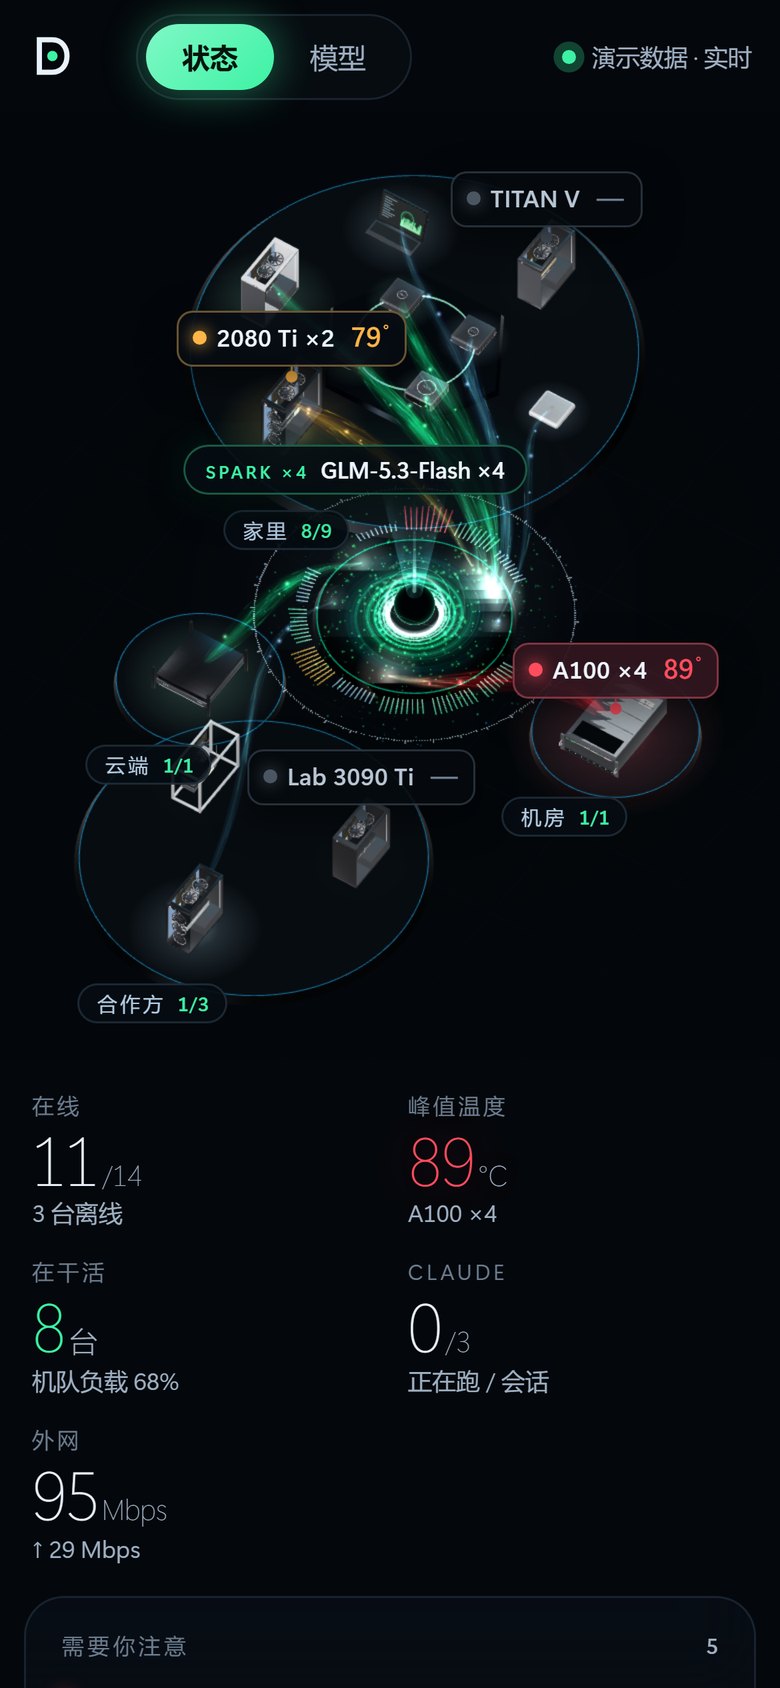 D
状态
模型
演示数据 · 实时
TITAN V —
2080 Ti ×2 79°
SPARK ×4 GLM-5.3-Flash ×4
家里 8/9
A100 ×4 89°
云端 1/1
Lab 3090 Ti —
机房 1/1
合作方 1/3
在线
11/14
3 台离线
峰值温度
89°C
A100 ×4
在干活
8台
机队负载 68%
CLAUDE
0/3
正在跑 / 会话
外网
95Mbps
↑ 29 Mbps
需要你注意
5